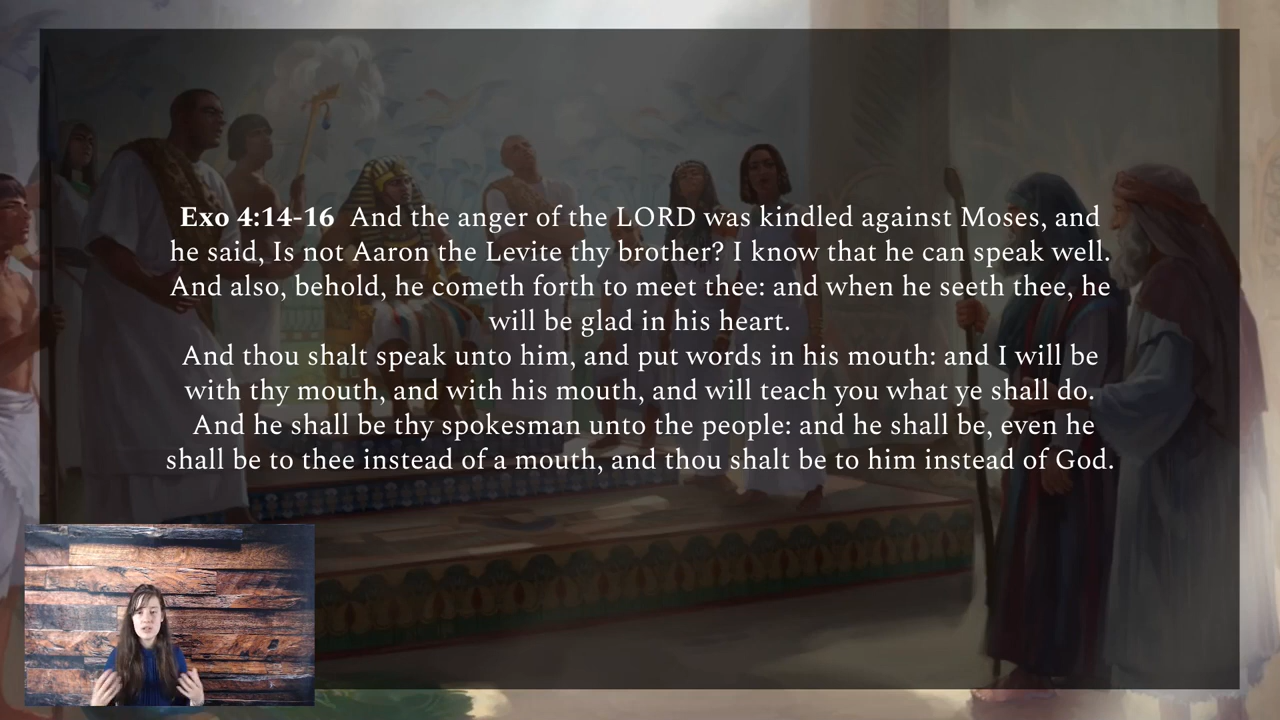 Exo 4:14-16  And the anger of the LORD was kindled against Moses, and
he said, Is not Aaron the Levite thy brother? I know that he can speak well.
And also, behold, he cometh forth to meet thee: and when he seeth thee, he
will be glad in his heart.
And thou shalt speak unto him, and put words in his mouth: and I will be
with thy mouth, and with his mouth, and will teach you what ye shall do.
And he shall be thy spokesman unto the people: and he shall be, even he
shall be to thee instead of a mouth, and thou shalt be to him instead of God.